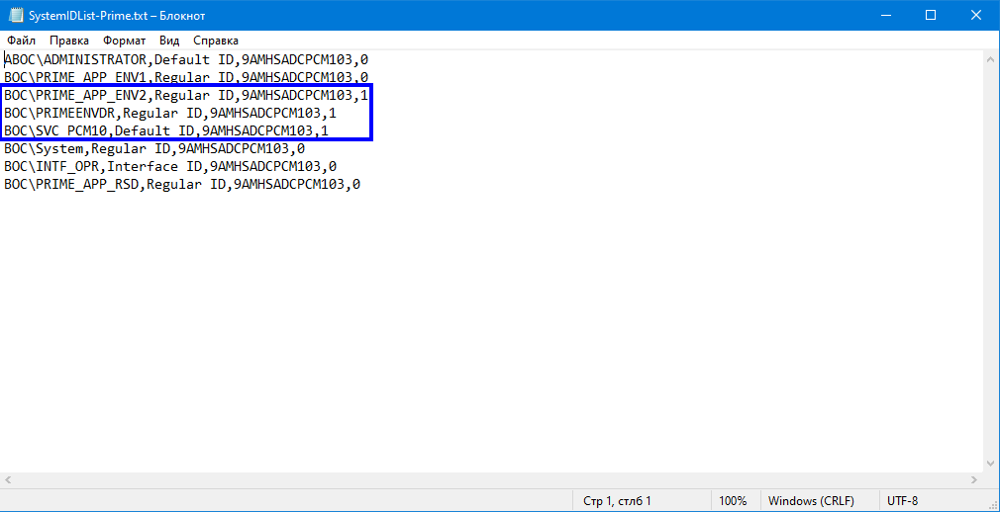 SystemIDList-Prime.txt – Блокнот
Файл Правка Формат Вид Справка
ABOC\ADMINISTRATOR,Default ID,9AMHSADCPCM103,0
BOC\PRIME_APP_ENV1,Regular ID,9AMHSADCPCM103,0
BOC\PRIME_APP_ENV2,Regular ID,9AMHSADCPCM103,1
BOC\PRIMEENVDR,Regular ID,9AMHSADCPCM103,1
BOC\SVC_PCM10,Default ID,9AMHSADCPCM103,1
BOC\System,Regular ID,9AMHSADCPCM103,0
BOC\INTF_OPR,Interface ID,9AMHSADCPCM103,0
BOC\PRIME_APP_RSD,Regular ID,9AMHSADCPCM103,0
Стр 1, стлб 1 100% Windows (CRLF) UTF-8